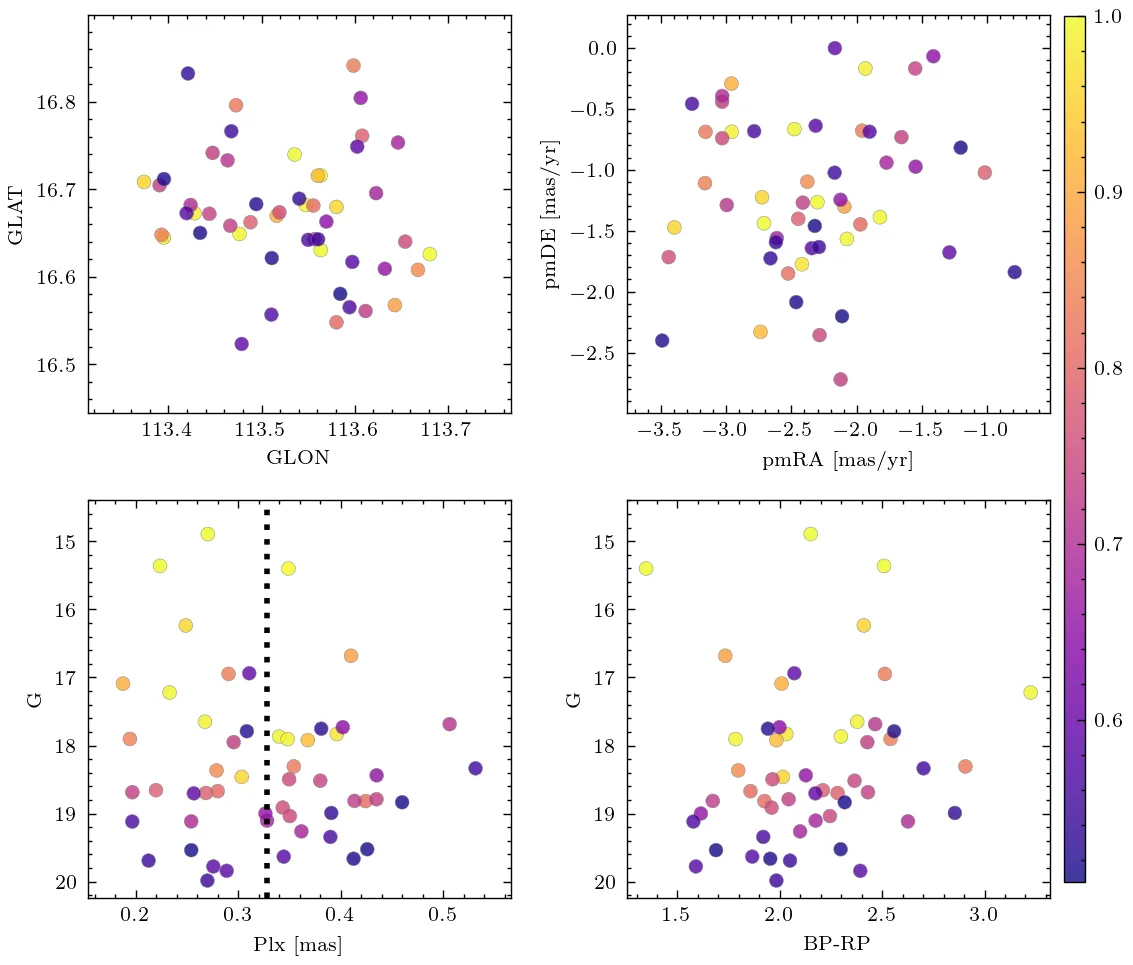 16.8
16.7
16.6
16.5
GLAT
113.4 113.5 113.6 113.7
GLON
0.0
−0.5
−1.0
−1.5
−2.0
−2.5
pmDE [mas/yr]
−3.5 −3.0 −2.5 −2.0 −1.5 −1.0
pmRA [mas/yr]
1.0
0.9
0.8
0.7
0.6
15
16
17
18
19
20
G
0.2 0.3 0.4 0.5
Plx [mas]
15
16
17
18
19
20
G
1.5 2.0 2.5 3.0
BP-RP